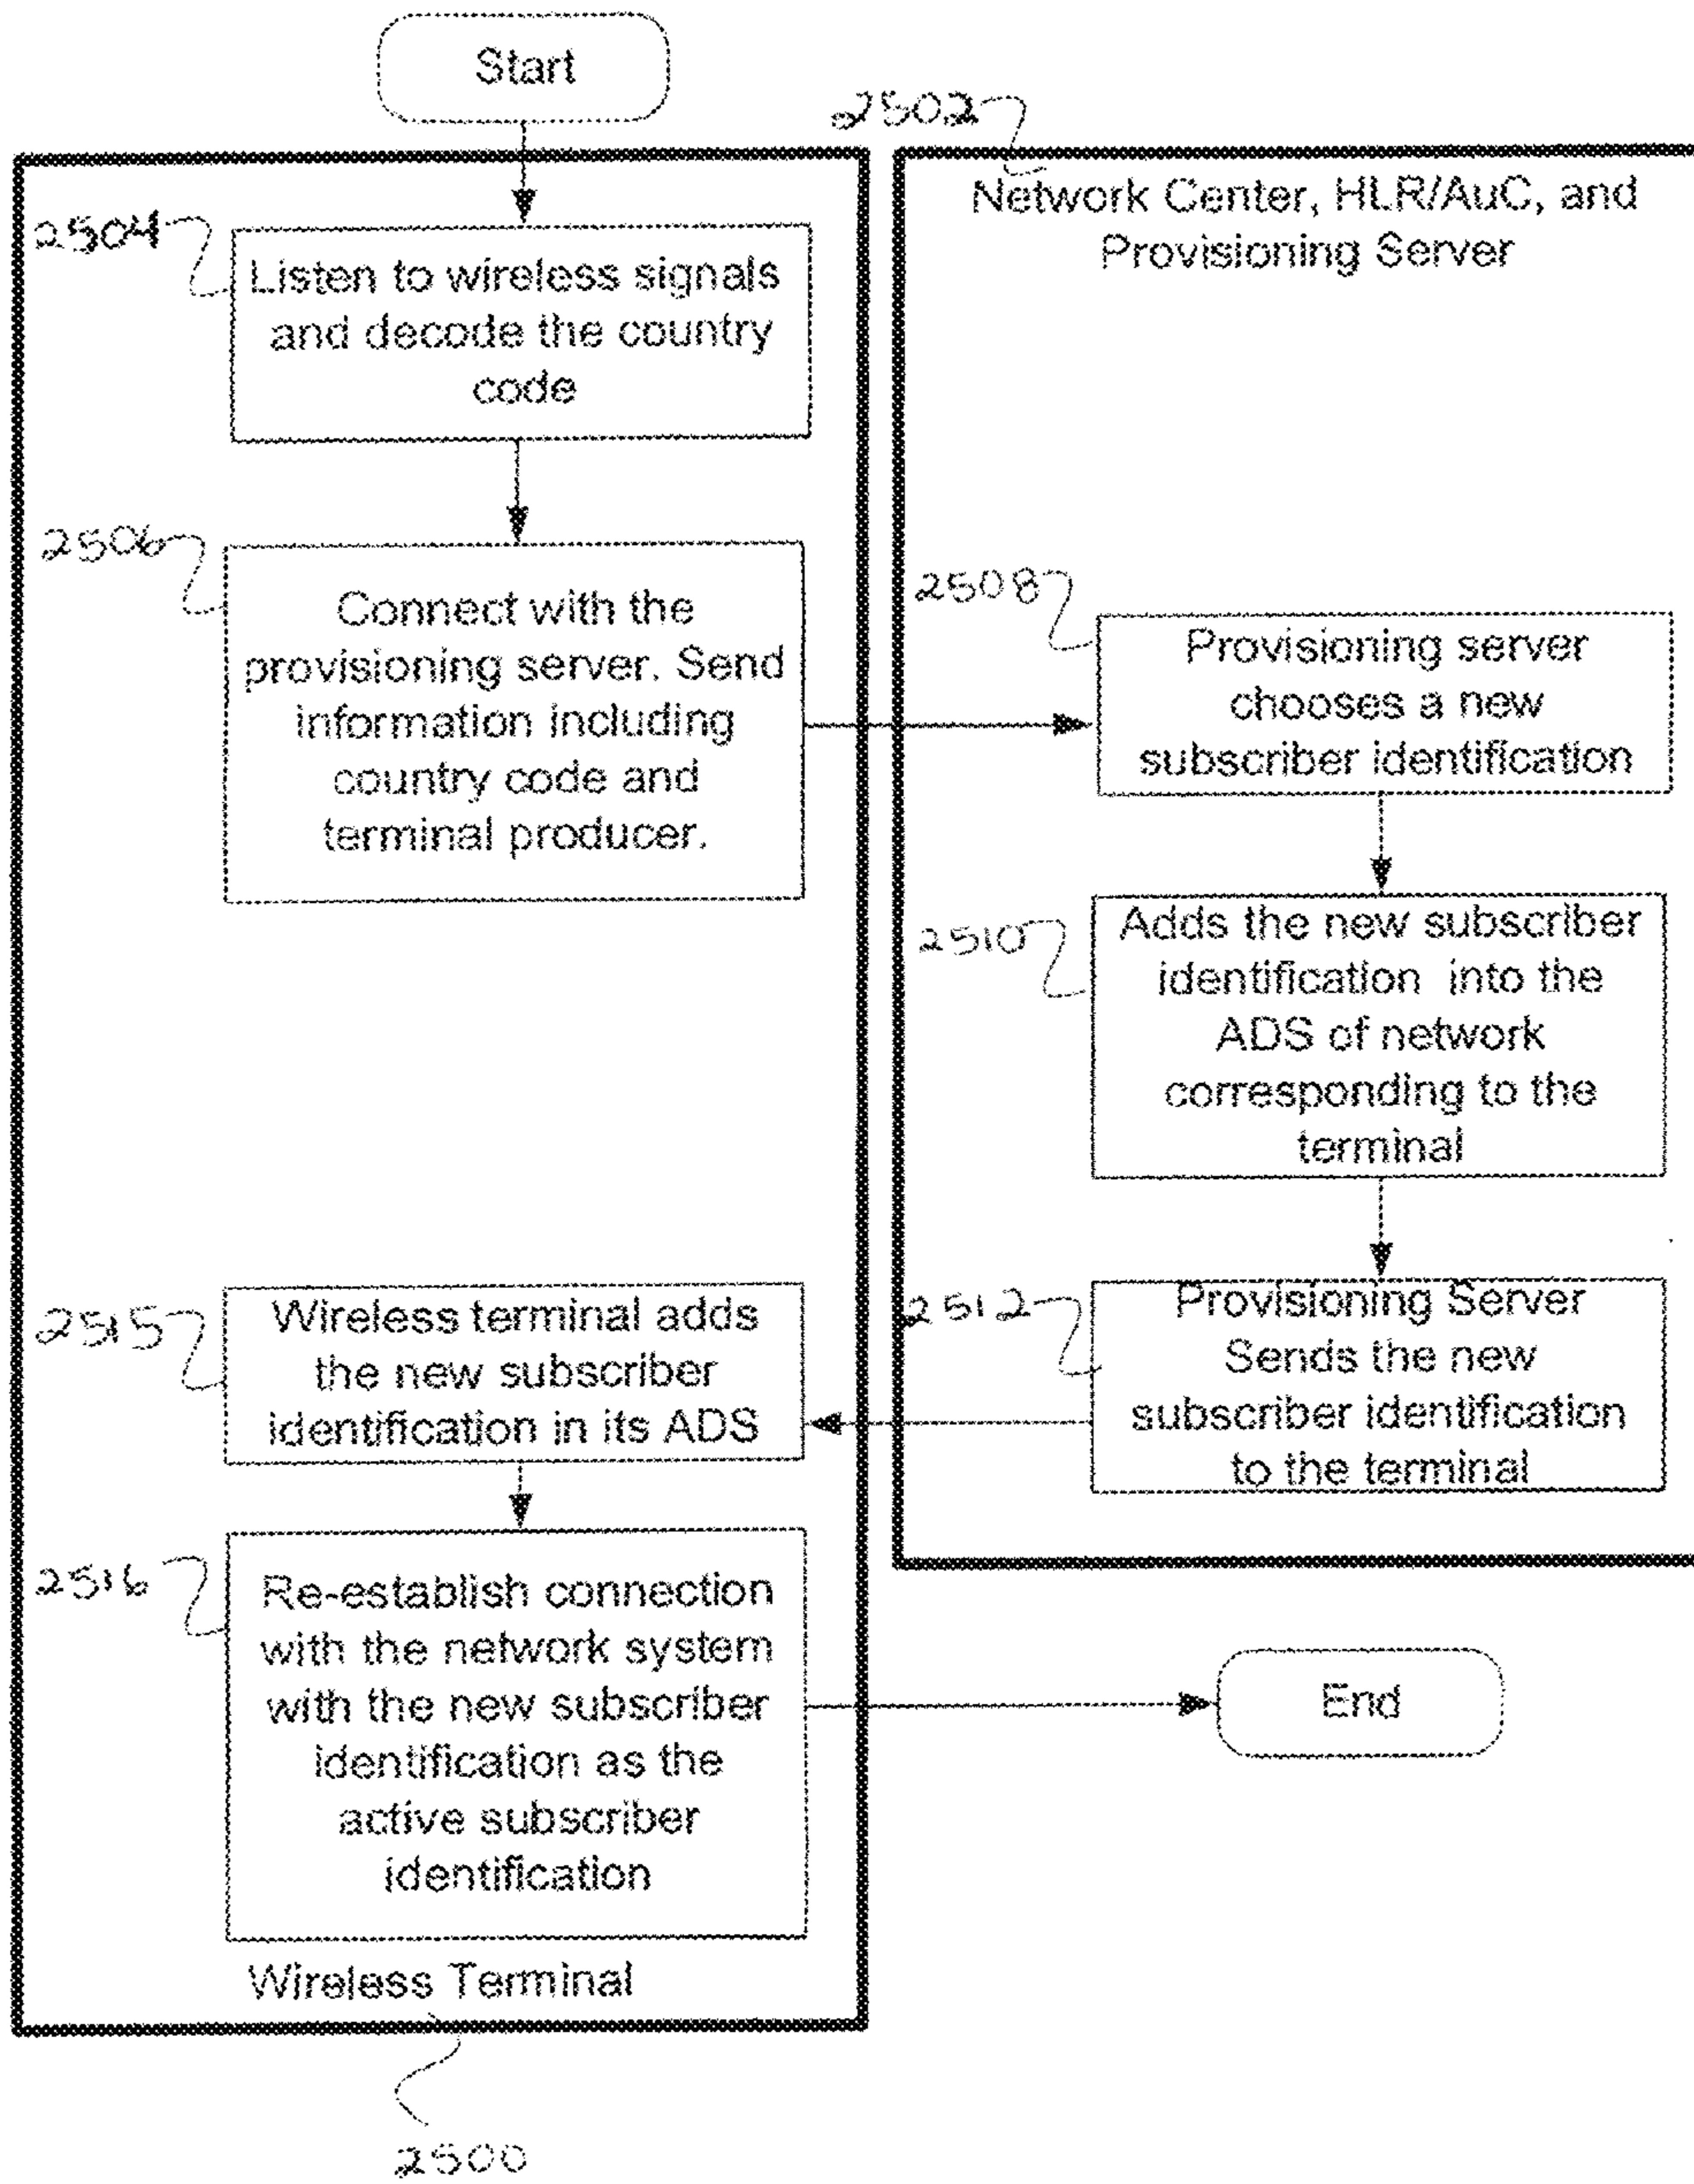 Start
2502
Network Center, HLR/AuC, and
Provisioning Server
2504
Listen to wireless signals
and decode the country
code
2506
Connect with the
provisioning server. Send
information including
country code and
terminal producer.
2508
Provisioning server
chooses a new
subscriber identification
2510
Adds the new subscriber
identification into the
ADS of network
corresponding to the
terminal
2512
Provisioning Server
Sends the new
subscriber identification
to the terminal
2515
Wireless terminal adds
the new subscriber
identification in its ADS
2516
Re-establish connection
with the network system
with the new subscriber
identification as the
active subscriber
identification
End
Wireless Terminal
2500